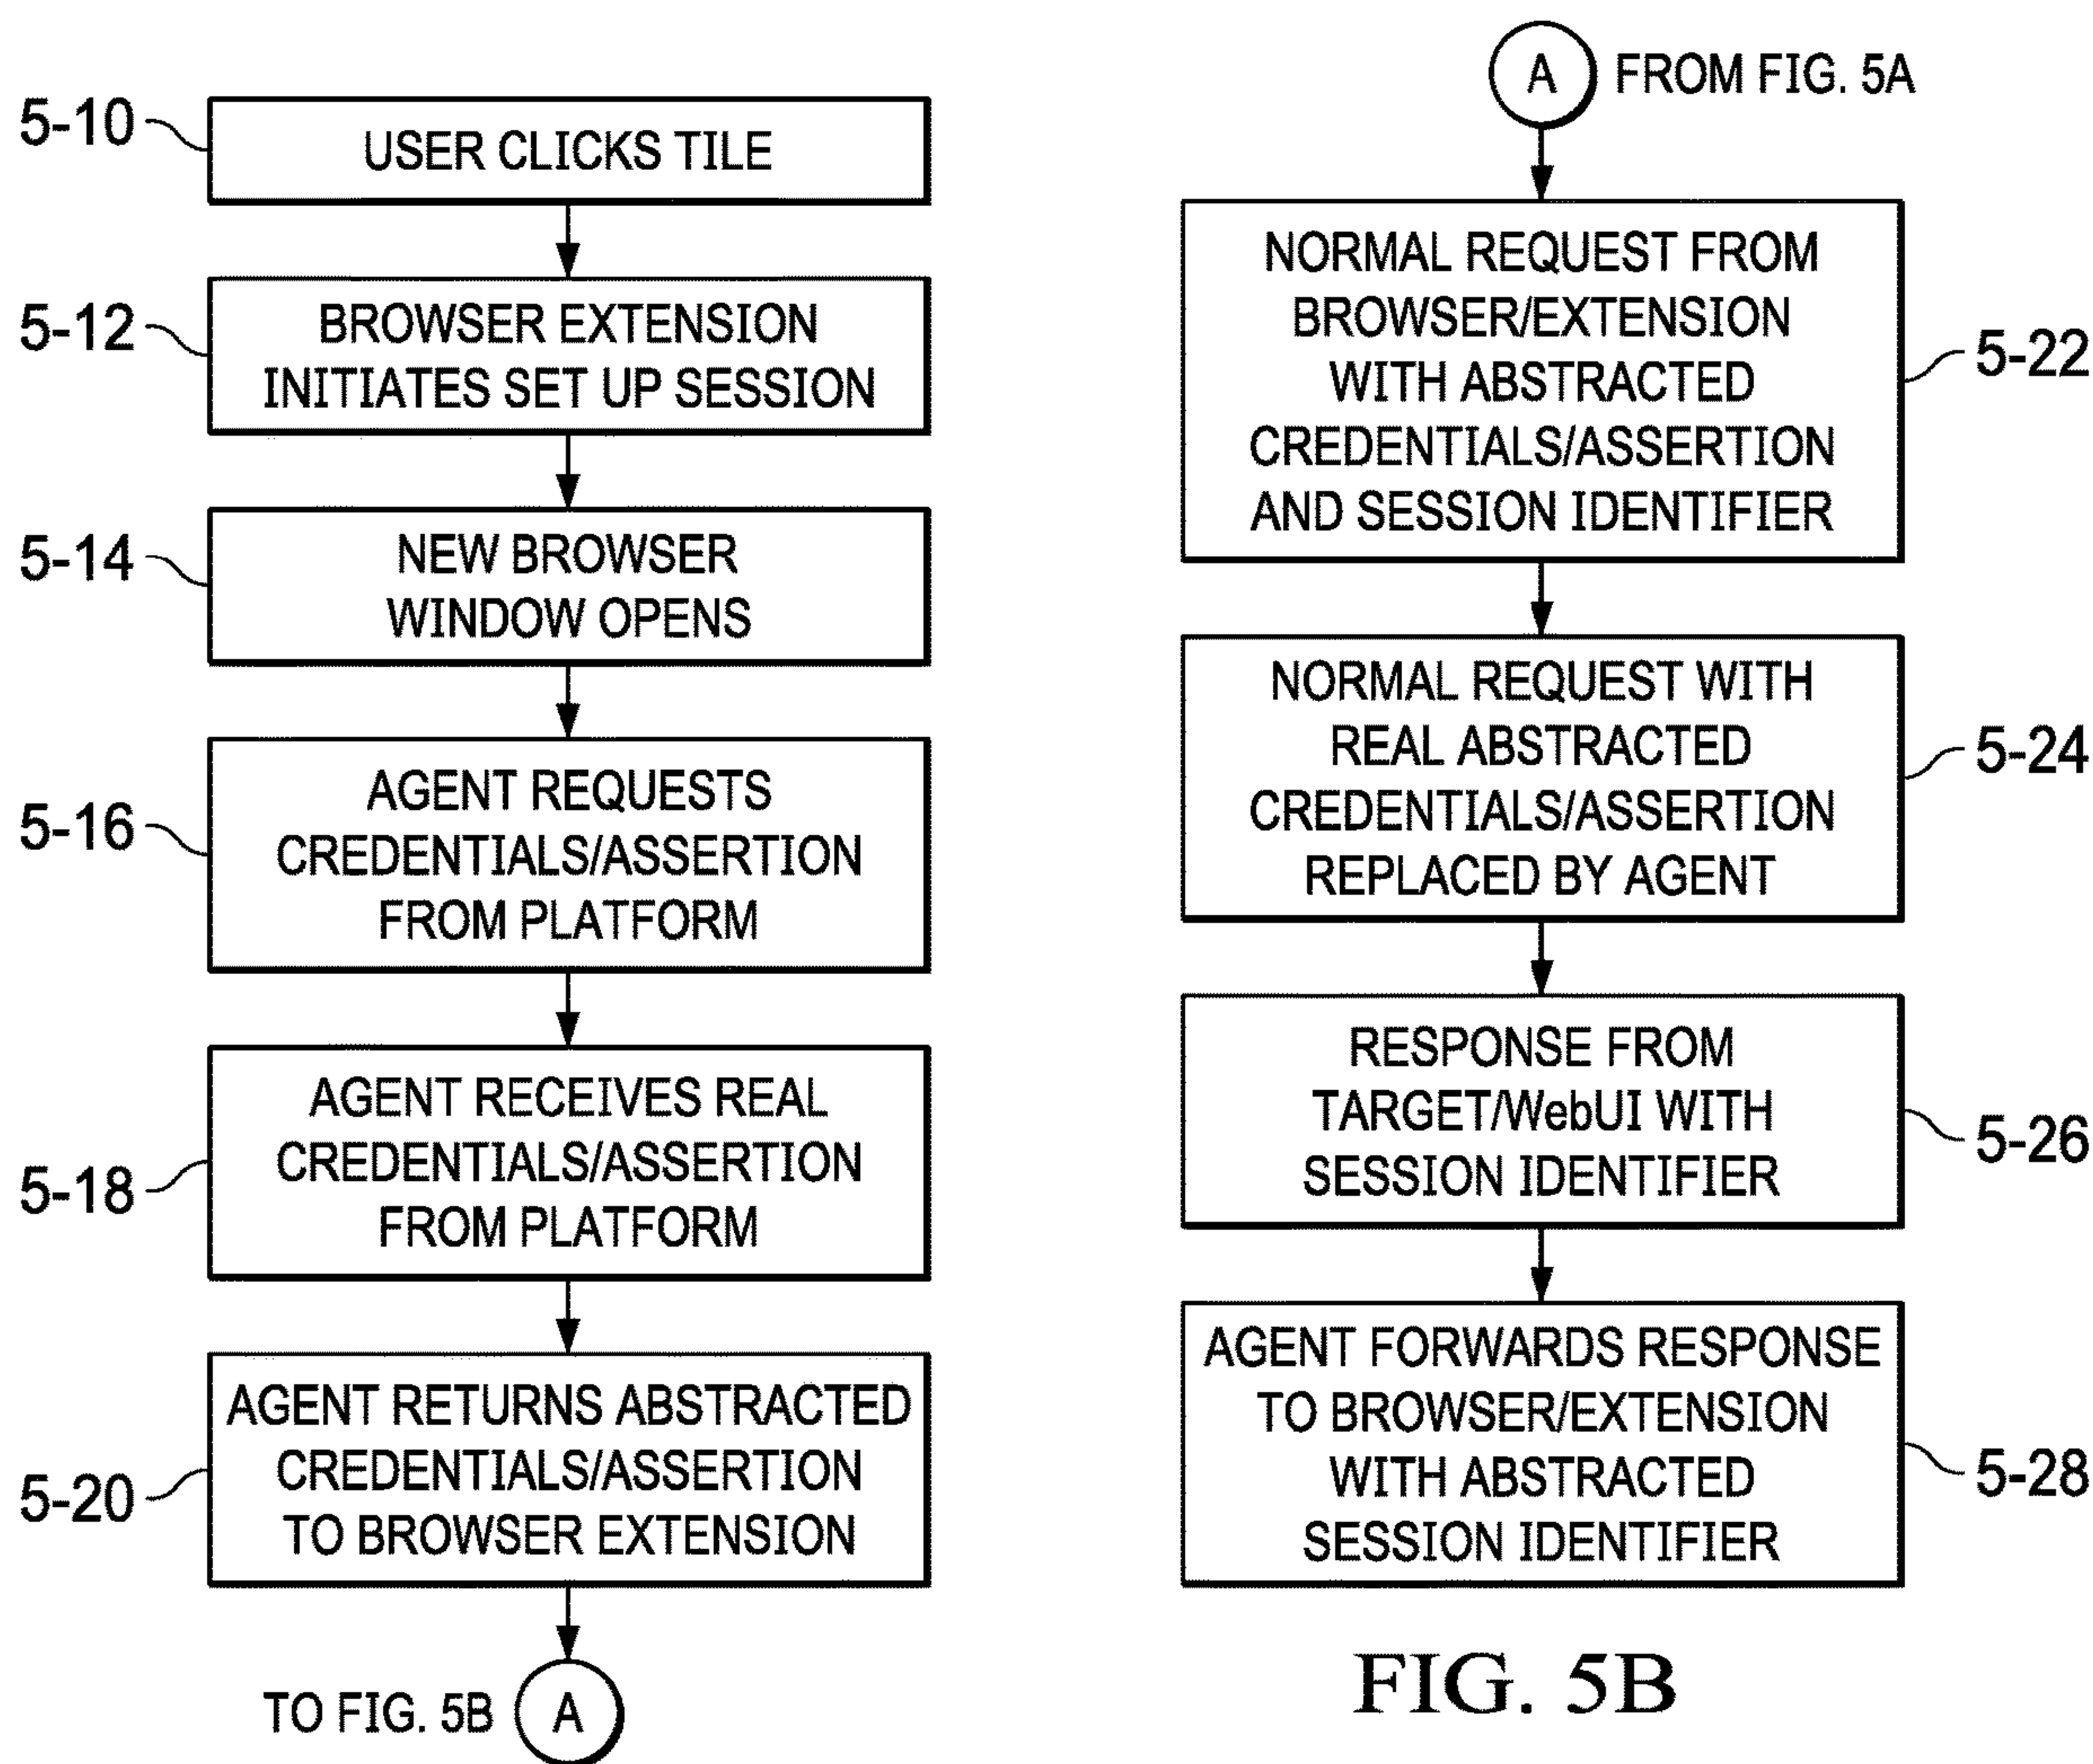 5-10
USER CLICKS TILE
5-12
BROWSER EXTENSION
INITIATES SET UP SESSION
5-14
NEW BROWSER
WINDOW OPENS
5-16
AGENT REQUESTS
CREDENTIALS/ASSERTION
FROM PLATFORM
5-18
AGENT RECEIVES REAL
CREDENTIALS/ASSERTION
FROM PLATFORM
5-20
AGENT RETURNS ABSTRACTED
CREDENTIALS/ASSERTION
TO BROWSER EXTENSION
TO FIG. 5B A
A FROM FIG. 5A
NORMAL REQUEST FROM
BROWSER/EXTENSION
WITH ABSTRACTED
CREDENTIALS/ASSERTION
AND SESSION IDENTIFIER
5-22
NORMAL REQUEST WITH
REAL ABSTRACTED
CREDENTIALS/ASSERTION
REPLACED BY AGENT
5-24
RESPONSE FROM
TARGET/WebUI WITH
SESSION IDENTIFIER
5-26
AGENT FORWARDS RESPONSE
TO BROWSER/EXTENSION
WITH ABSTRACTED
SESSION IDENTIFIER
5-28
FIG. 5B